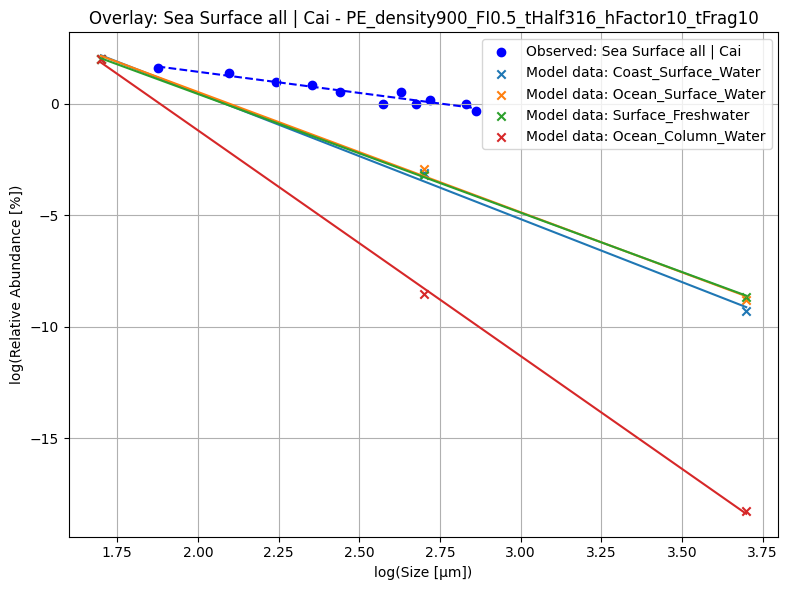 Overlay: Sea Surface all | Cai - PE_density900_FI0.5_tHalf316_hFactor10_tFrag10
Observed: Sea Surface all | Cai
Model data: Coast_Surface_Water
Model data: Ocean_Surface_Water
Model data: Surface_Freshwater
Model data: Ocean_Column_Water
log(Relative Abundance [%])
0
−5
−10
−15
1.75 2.00 2.25 2.50 2.75 3.00 3.25 3.50 3.75
log(Size [µm])